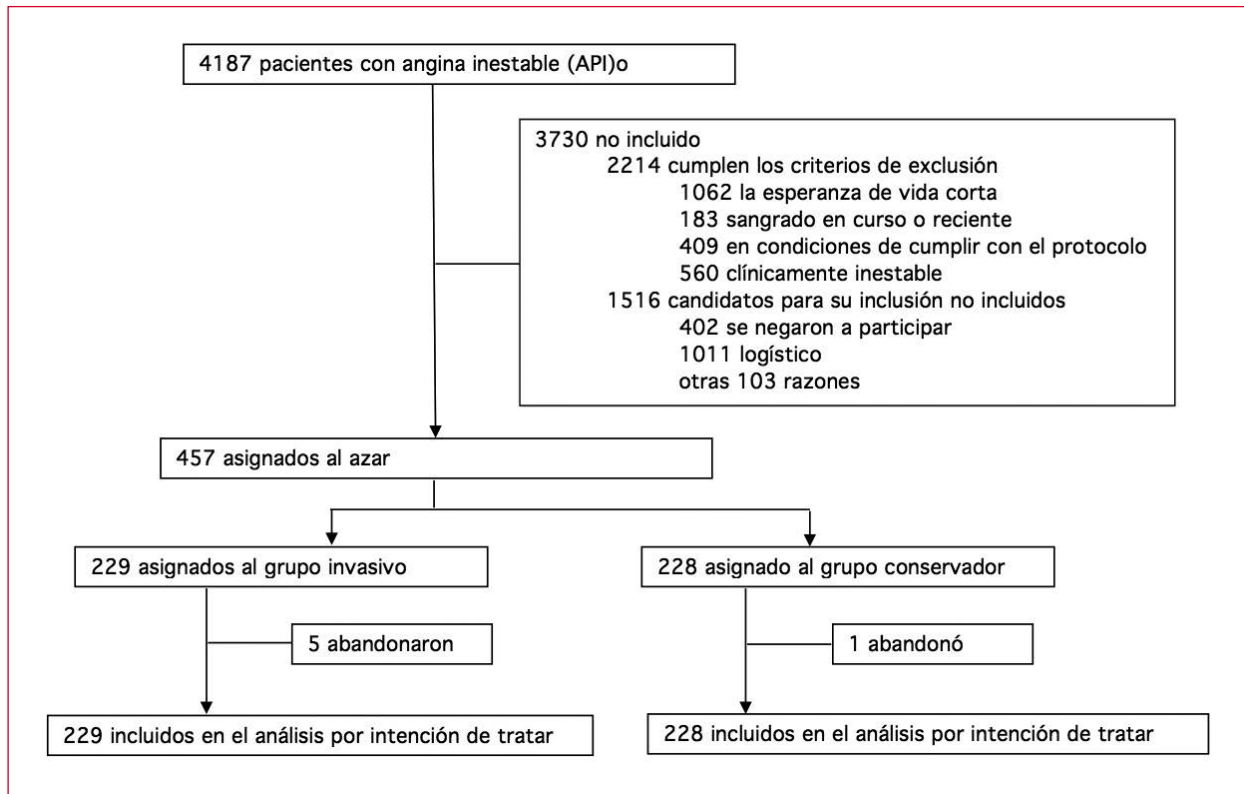 4187 pacientes con angina inestable (API)o
3730 no incluido
2214 cumplen los criterios de exclusión
1062 la esperanza de vida corta
183 sangrado en curso o reciente
409 en condiciones de cumplir con el protocolo
560 clínicamente inestable
1516 candidatos para su inclusión no incluidos
402 se negaron a participar
1011 logístico
otras 103 razones
457 asignados al azar
229 asignados al grupo invasivo
228 asignado al grupo conservador
5 abandonaron
1 abandonó
229 incluidos en el análisis por intención de tratar
228 incluidos en el análisis por intención de tratar